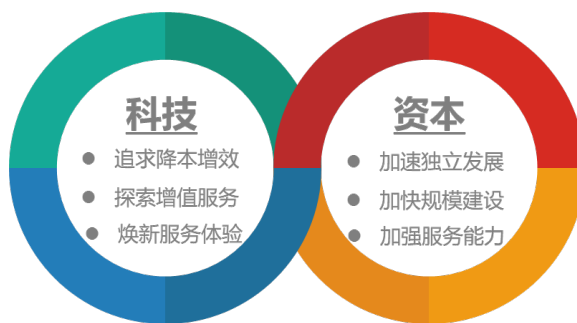 科技
● 追求降本增效
● 探索增值服务
● 焕新服务体验
资本
● 加速独立发展
● 加快规模建设
● 加强服务能力